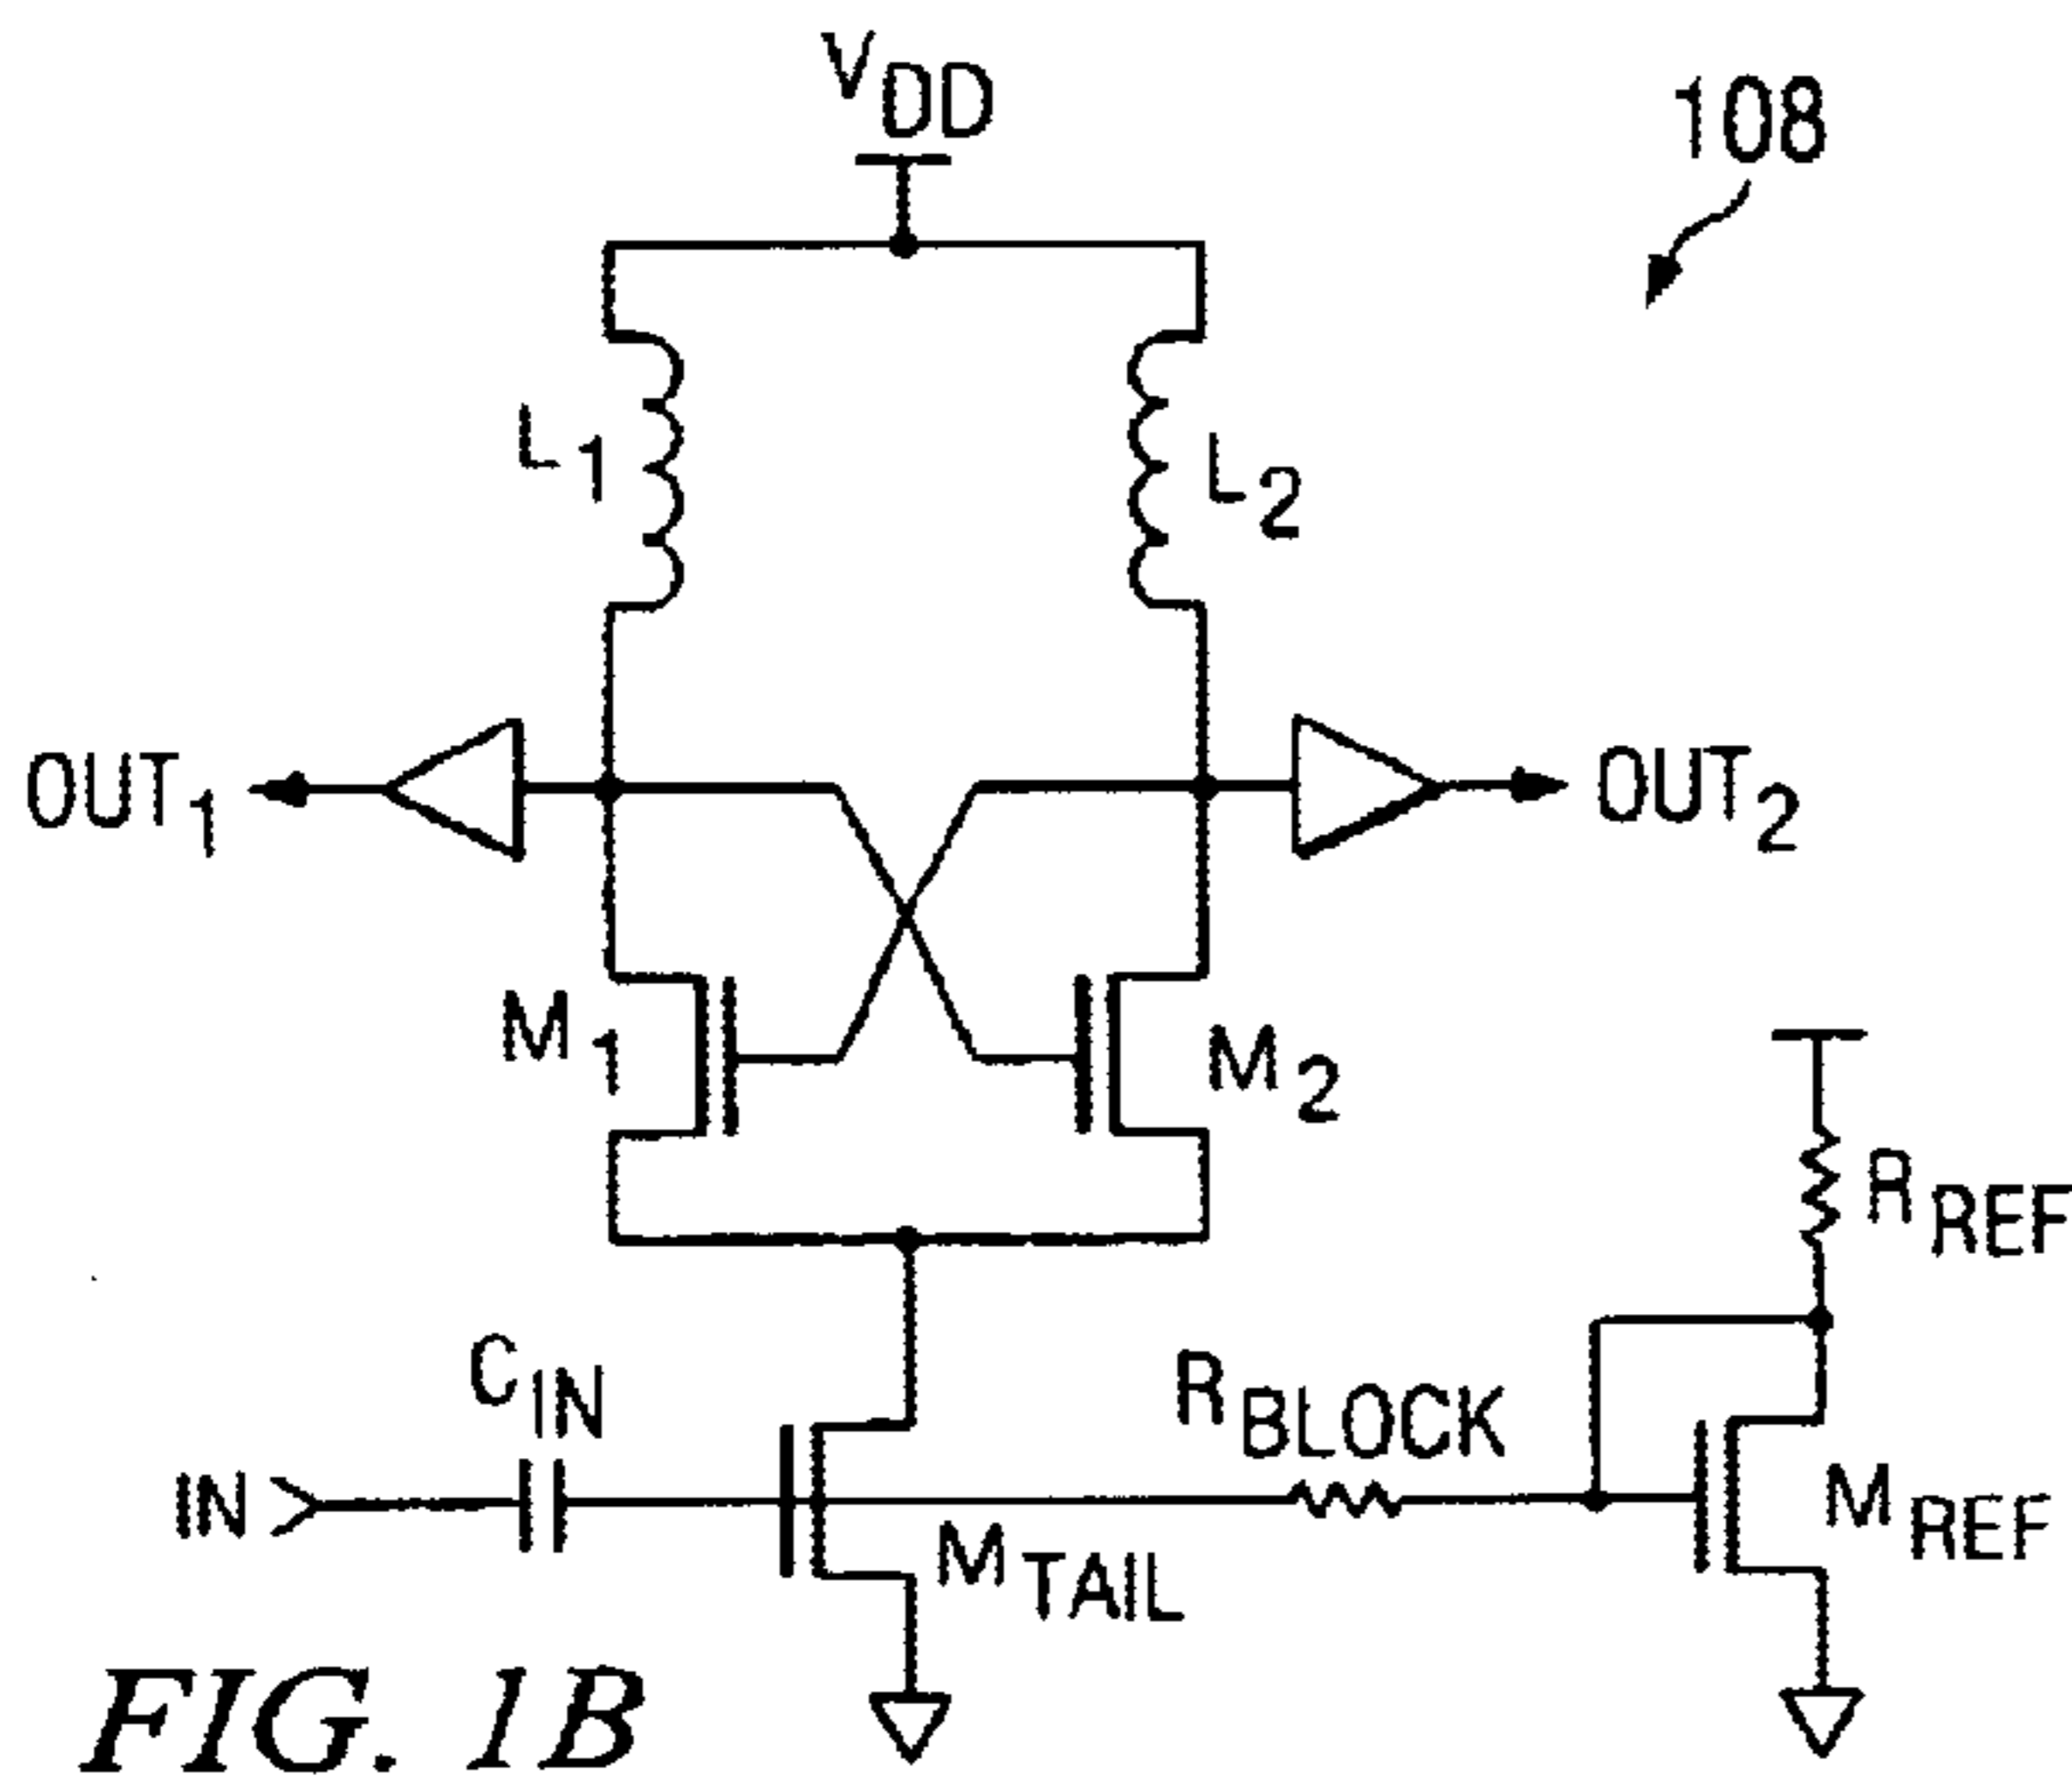 VDD
108
L1
L2
OUT1
OUT2
M1
M2
RREF
CIN
RBLOCK
IN
MTAIL
MREF
FIG. 1B